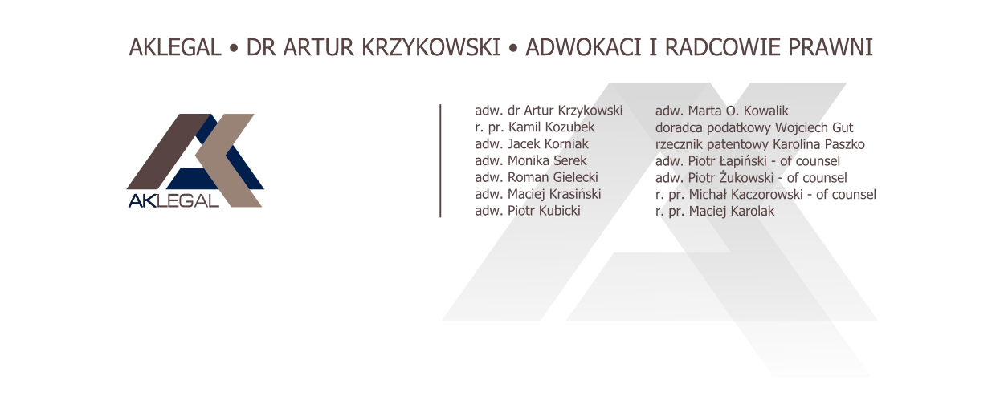 AKLEGAL • DR ARTUR KRZYKOWSKI • ADWOKACI I RADCOWIE PRAWNI
AKLEGAL
adw. dr Artur Krzykowski
r. pr. Kamil Kozubek
adw. Jacek Korniak
adw. Monika Serek
adw. Roman Gielecki
adw. Maciej Krasiński
adw. Piotr Kubicki
adw. Marta O. Kowalik
doradca podatkowy Wojciech Gut
rzecznik patentowy Karolina Paszko
adw. Piotr Łapiński - of counsel
adw. Piotr Żukowski - of counsel
r. pr. Michał Kaczorowski - of counsel
r. pr. Maciej Karolak